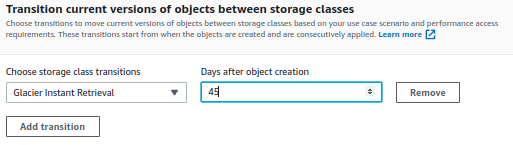 Transition current versions of objects between storage classes
Choose transitions to move current versions of objects between storage classes based on your use case scenario and performance access
requirements. These transitions start from when the objects are created and are consecutively applied. Learn more
Choose storage class transitions
Days after object creation
Glacier Instant Retrieval
45
Remove
Add transition